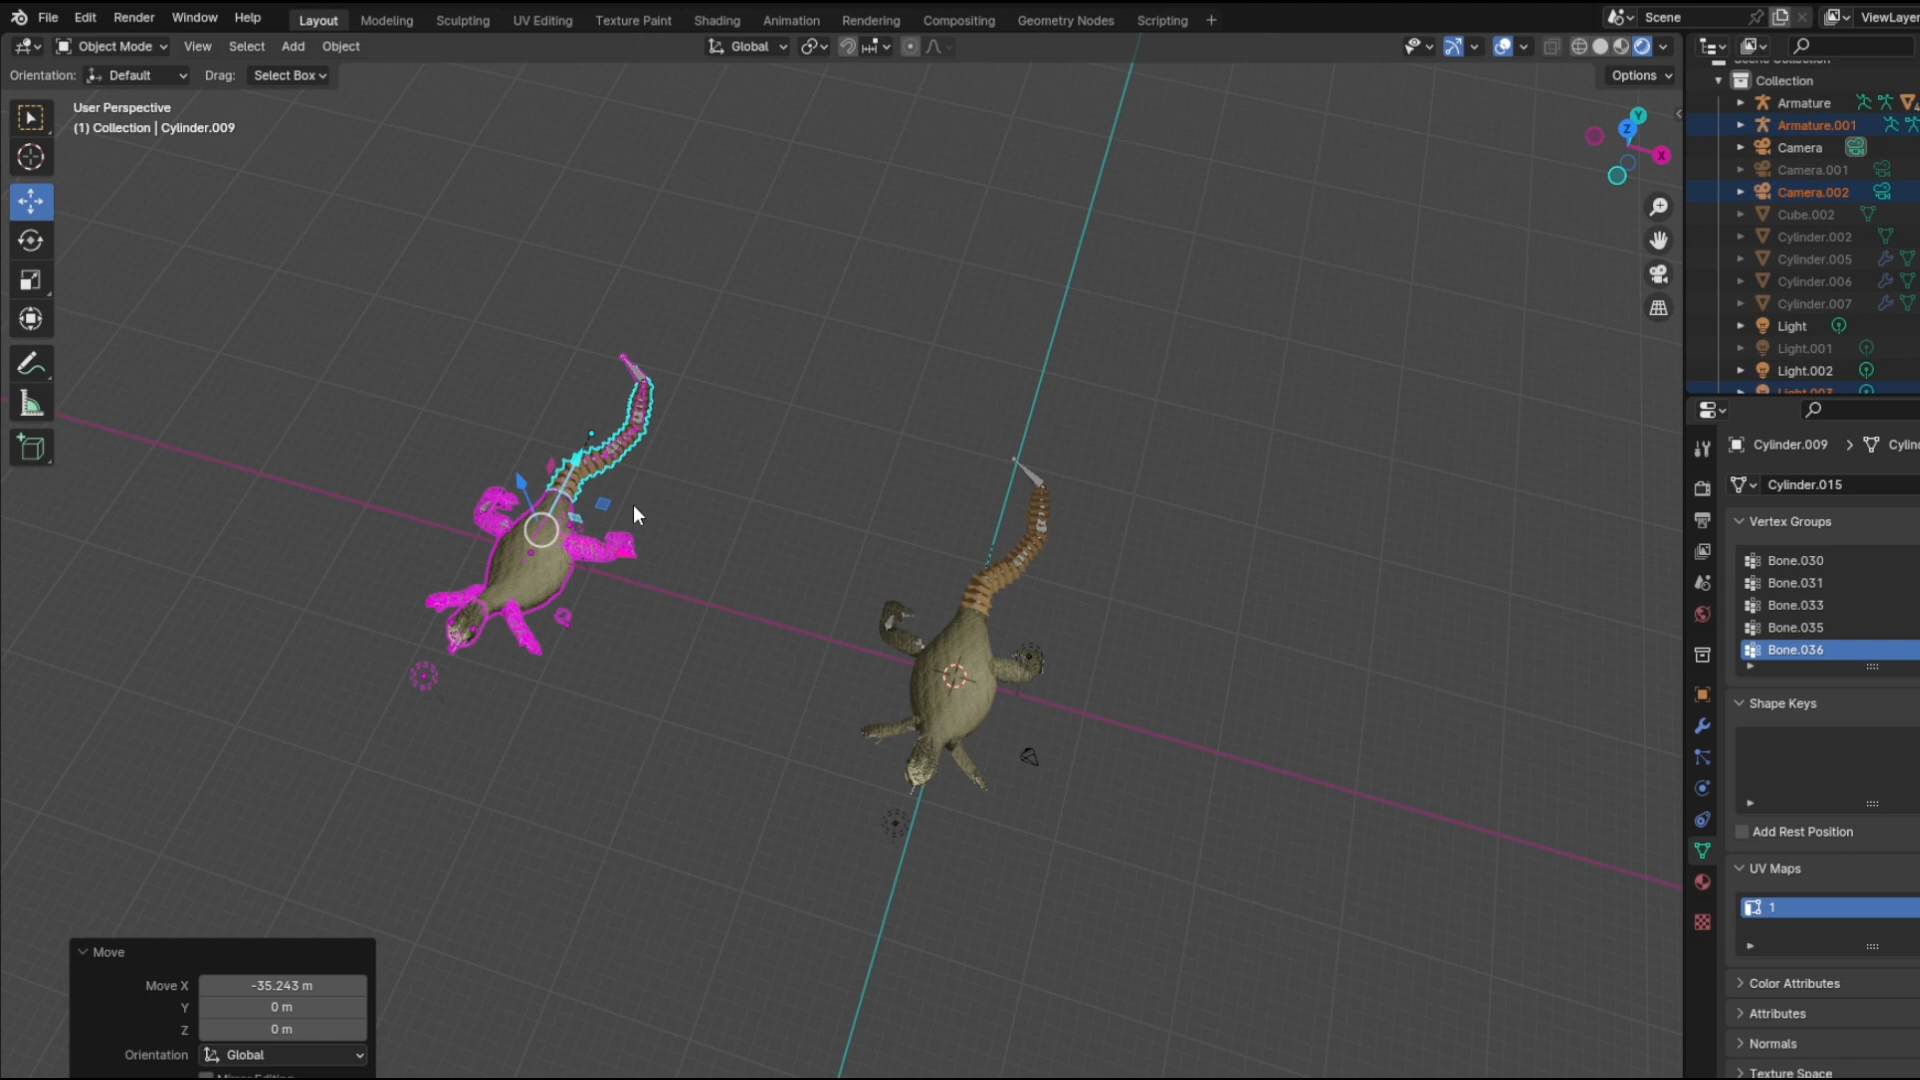 File Edit Render Window Help
Layout Modeling Sculpting UV Editing Texture Paint Shading Animation Rendering Compositing Geometry Nodes Scripting +
Scene
ViewLayer
Object Mode View Select Add Object
Global
Orientation: Default Drag: Select Box
Options
User Perspective
(1) Collection | Cylinder.009
Y
Z
X
Collection
Armature
Armature.001
Camera
Camera.001
Camera.002
Cube.002
Cylinder.002
Cylinder.005
Cylinder.006
Cylinder.007
Light
Light.001
Light.002
Light.003
Cylinder.009 > Cylin
Cylinder.015
Vertex Groups
Bone.030
Bone.031
Bone.033
Bone.035
Bone.036
Shape Keys
Add Rest Position
UV Maps
1
Color Attributes
Attributes
Normals
Texture Space
Move
Move X -35.243 m
Y 0 m
Z 0 m
Orientation Global